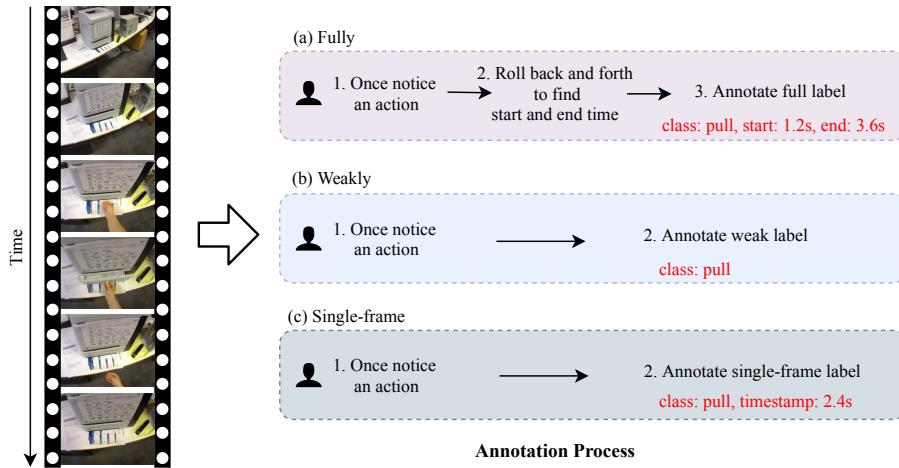 Time
(a) Fully
1. Once notice
an action
2. Roll back and forth
to find
start and end time
3. Annotate full label
class: pull, start: 1.2s, end: 3.6s
(b) Weakly
1. Once notice
an action
2. Annotate weak label
class: pull
(c) Single-frame
1. Once notice
an action
2. Annotate single-frame label
class: pull, timestamp: 2.4s
Annotation Process